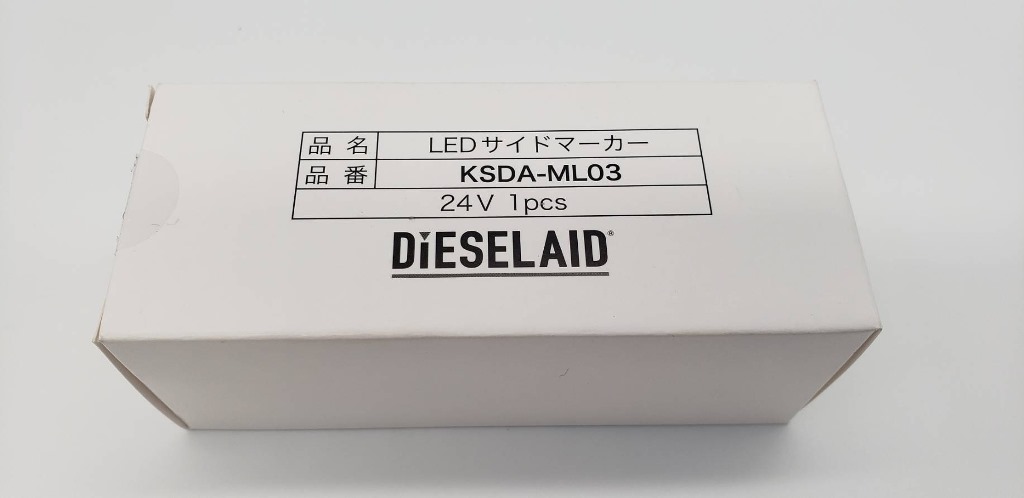 品 名 LEDサイドマーカー
品 番 KSDA-ML03
24V 1pcs
DiESELAID®